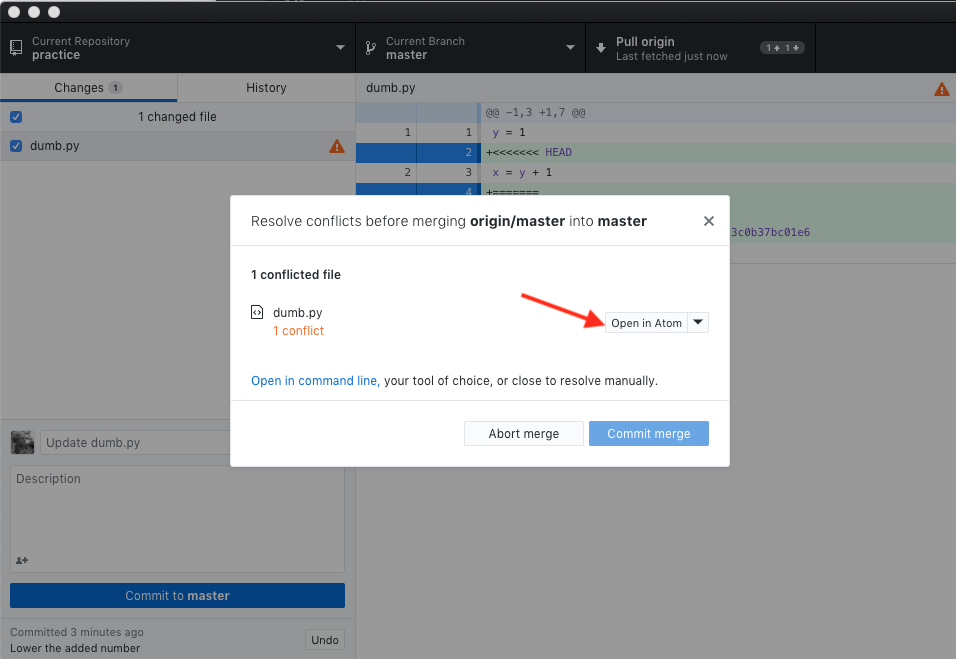 Current Repository
practice
Current Branch
master
Pull origin
Last fetched just now
1 1
Changes 1
History
dumb.py
1 changed file
dumb.py
@@ -1,3 +1,7 @@
1 1 y = 1
2 +<<<<<<< HEAD
2 3 x = y + 1
4 +=======
3c0b37bc01e6
Resolve conflicts before merging origin/master into master
1 conflicted file
dumb.py
1 conflict
Open in Atom
Open in command line, your tool of choice, or close to resolve manually.
Abort merge
Commit merge
Update dumb.py
Description
Commit to master
Committed 3 minutes ago
Lower the added number
Undo